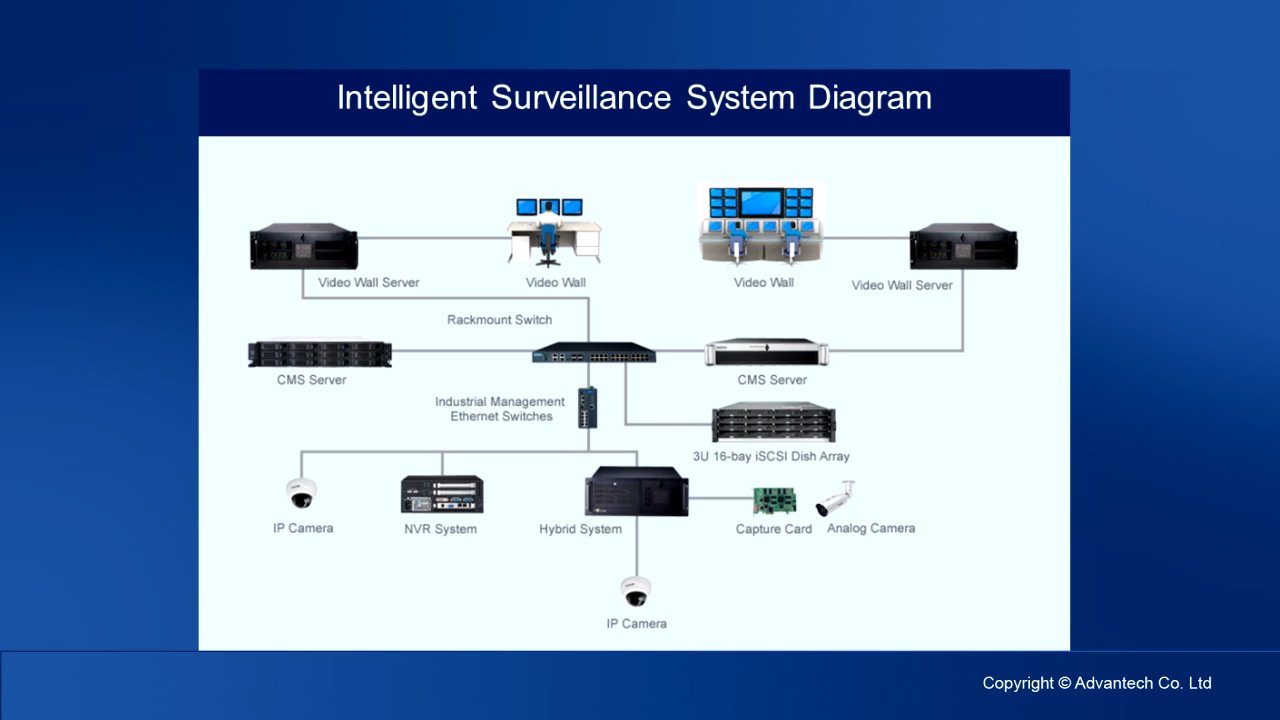 Intelligent Surveillance System Diagram
Video Wall Server
Video Wall
Video Wall
Video Wall Server
Rackmount Switch
CMS Server
CMS Server
Industrial Management
Ethernet Switches
3U 16-bay iSCSI Dish Array
IP Camera
NVR System
Hybrid System
Capture Card
Analog Camera
IP Camera
Copyright © Advantech Co. Ltd